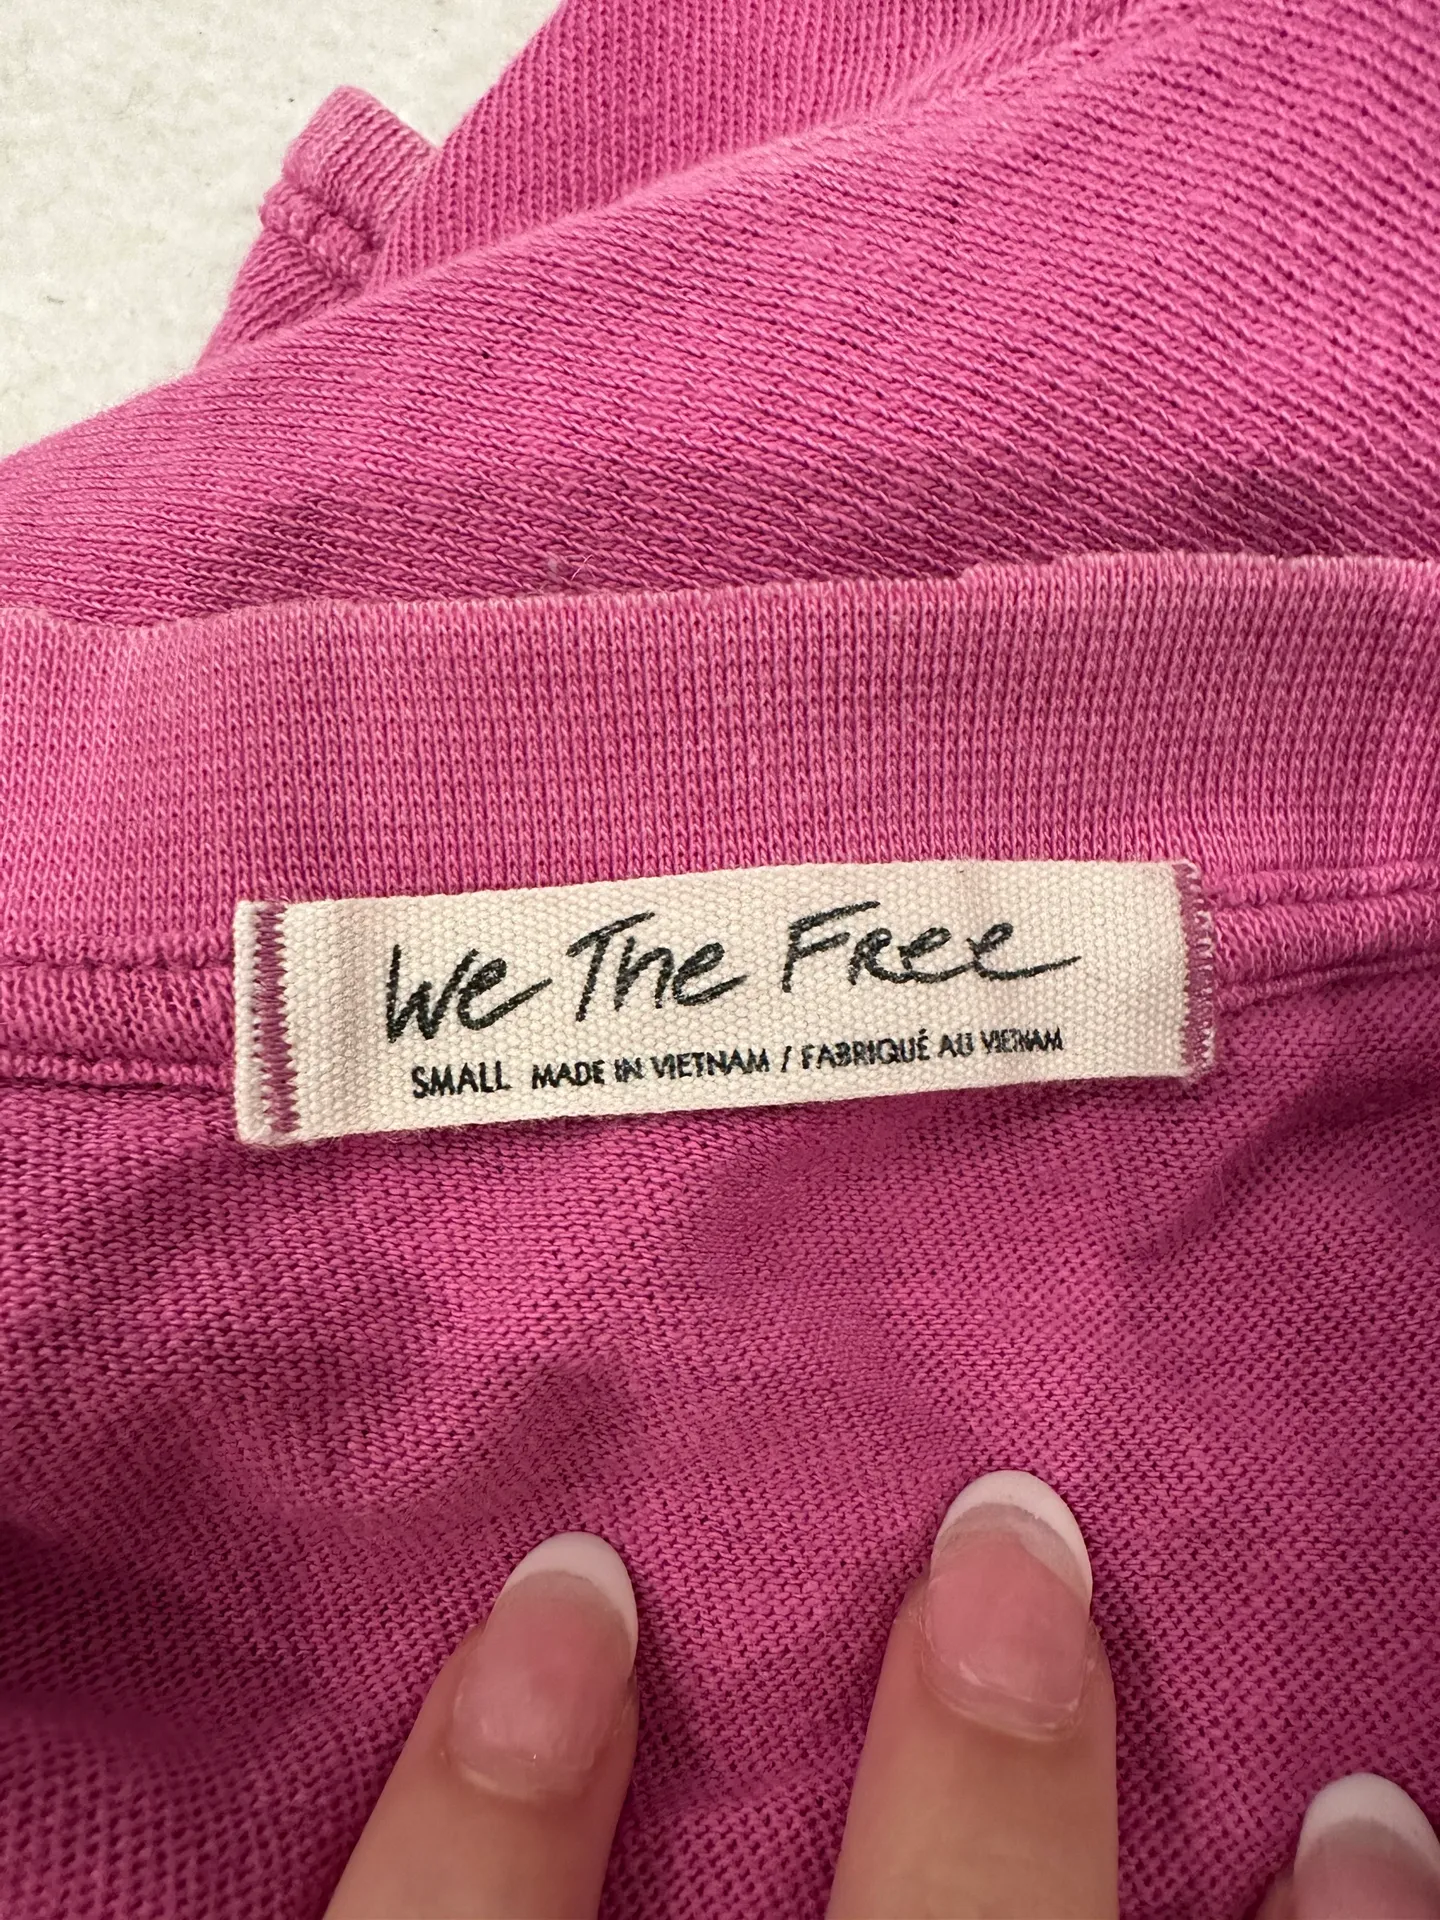 We The Free
SMALL MADE IN VIETNAM / FABRIQUÉ AU VIETNAM